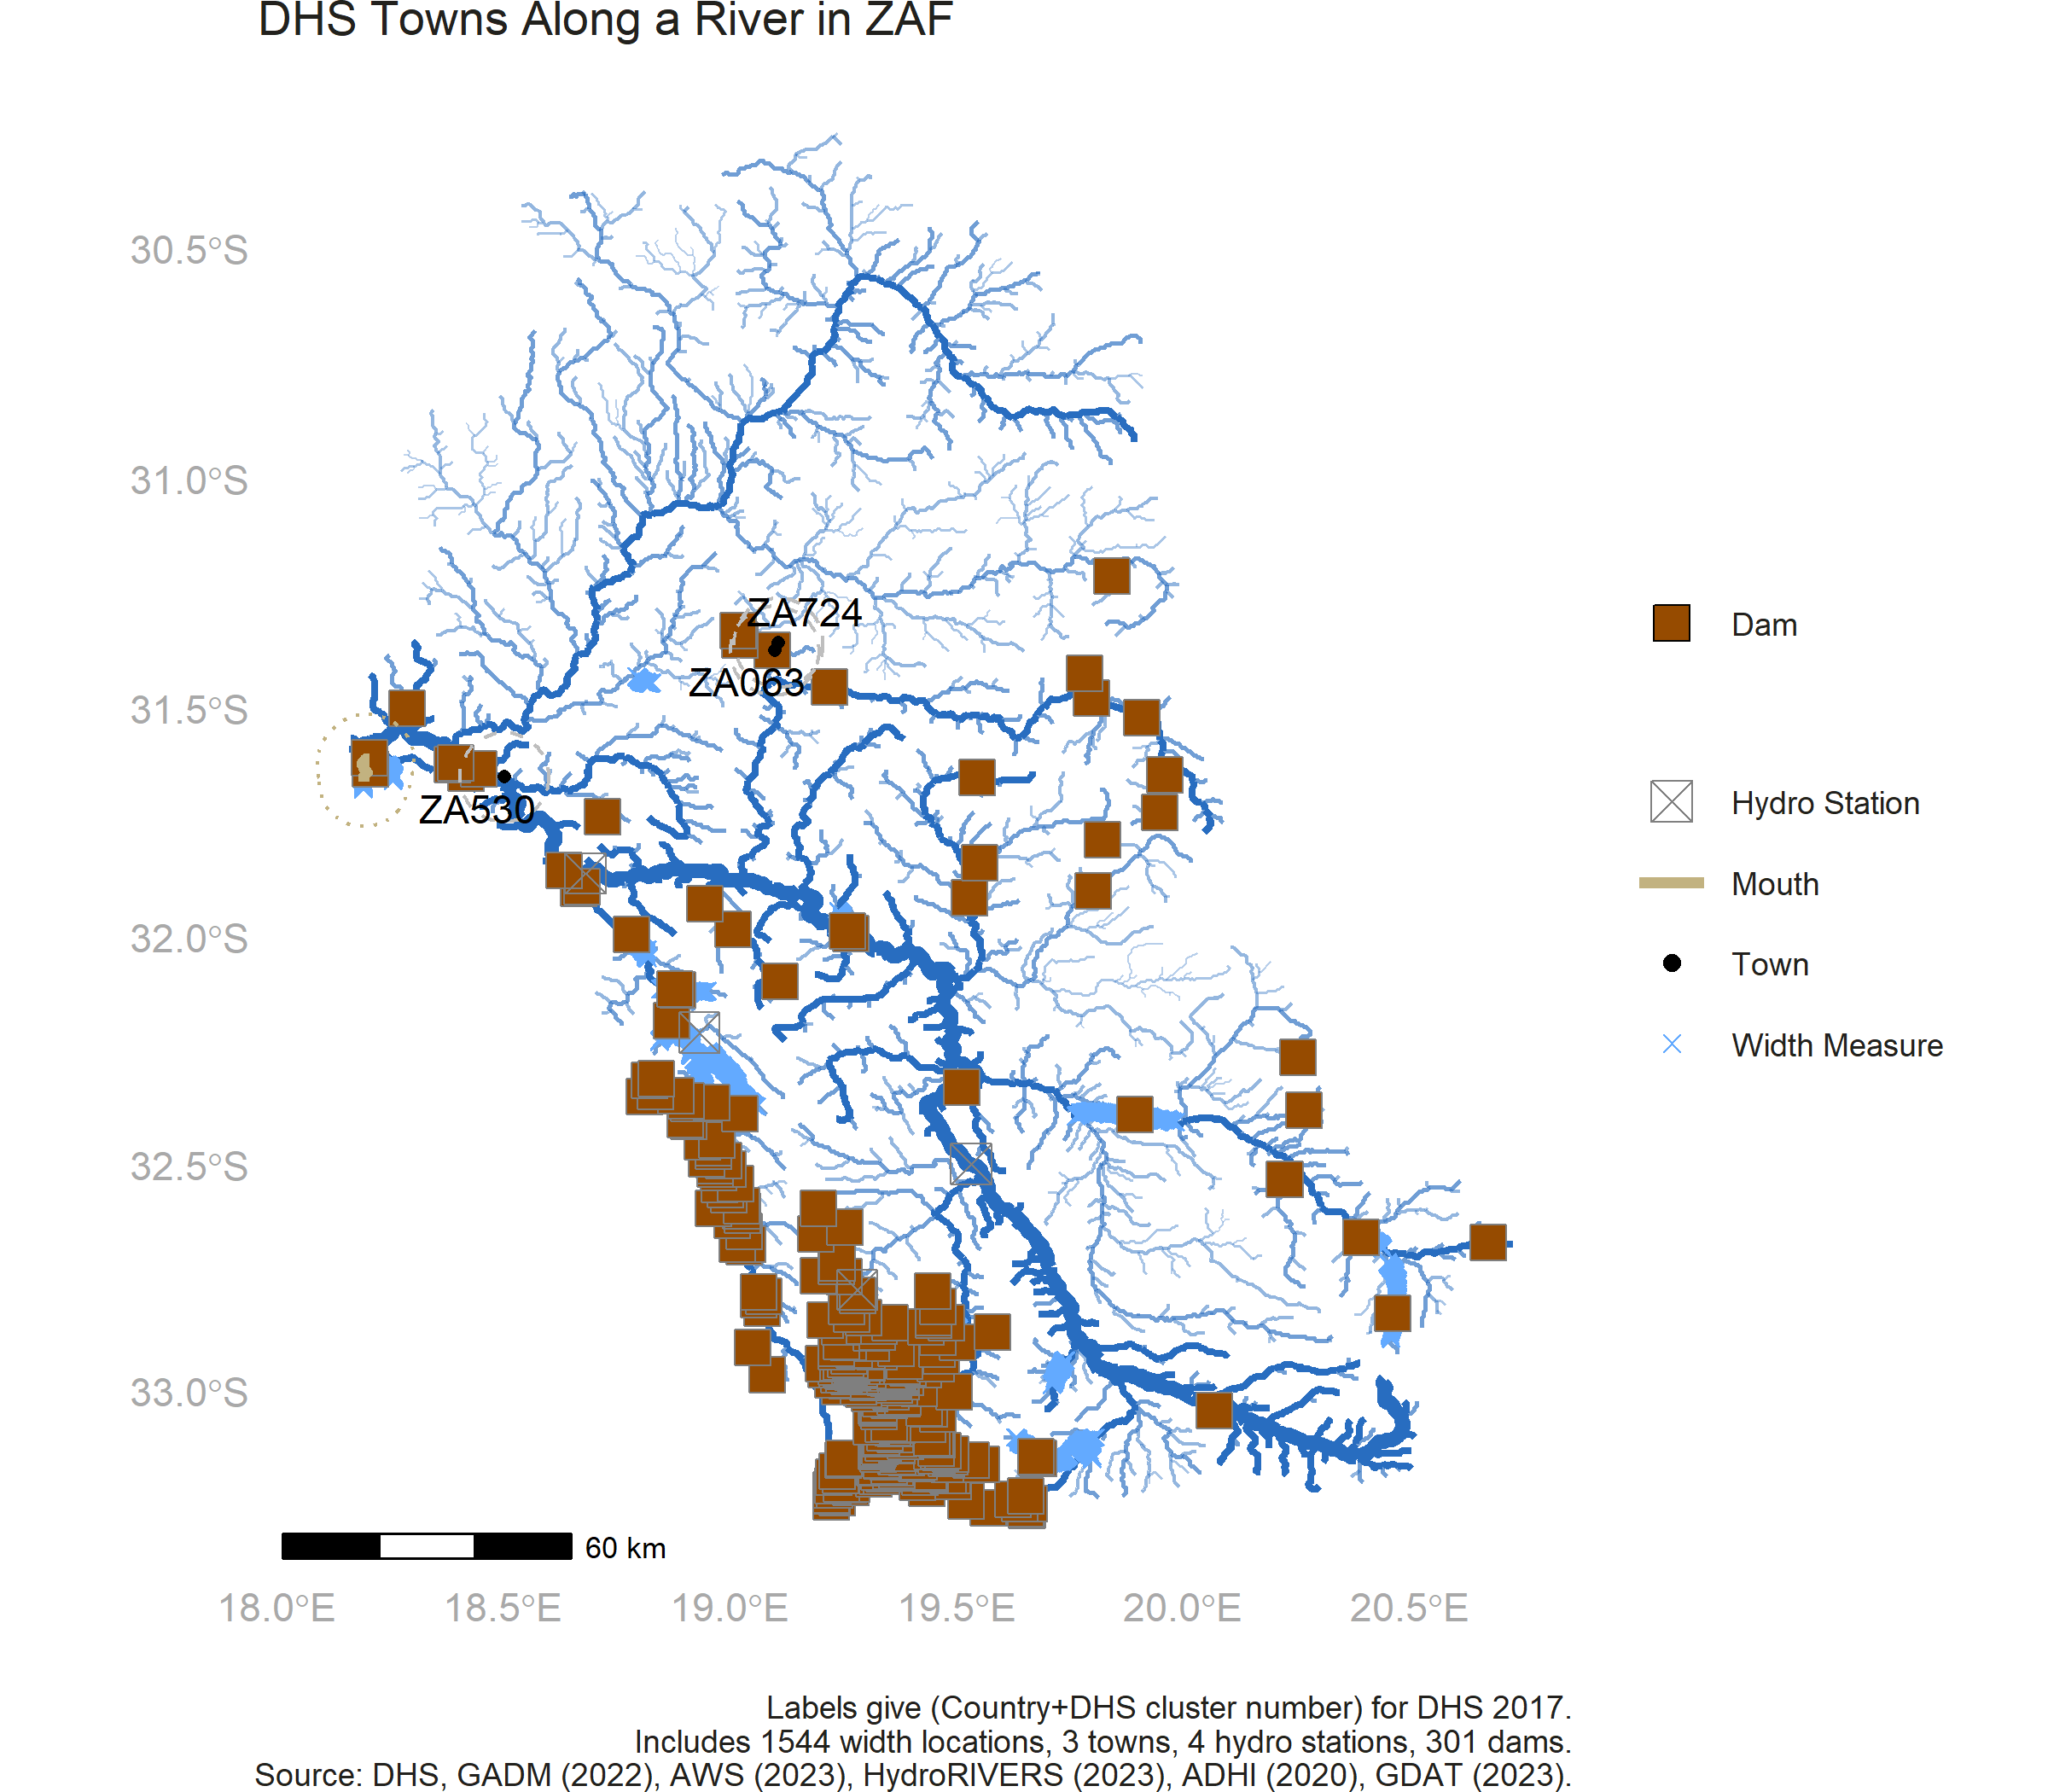 DHS Towns Along a River in ZAF
30.5°S
31.0°S
31.5°S
32.0°S
32.5°S
33.0°S
ZA724
ZA063
ZA530
Dam
Hydro Station
Mouth
Town
Width Measure
60 km
18.0°E 18.5°E 19.0°E 19.5°E 20.0°E 20.5°E
Labels give (Country+DHS cluster number) for DHS 2017.
Includes 1544 width locations, 3 towns, 4 hydro stations, 301 dams.
Source: DHS, GADM (2022), AWS (2023), HydroRIVERS (2023), ADHI (2020), GDAT (2023).